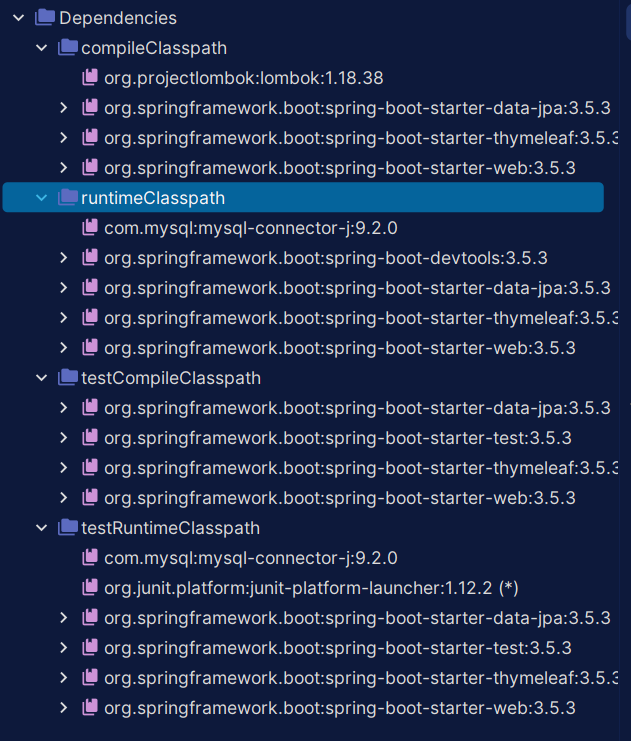 Dependencies
compileClasspath
org.projectlombok:lombok:1.18.38
org.springframework.boot:spring-boot-starter-data-jpa:3.5.3
org.springframework.boot:spring-boot-starter-thymeleaf:3.5.3
org.springframework.boot:spring-boot-starter-web:3.5.3
runtimeClasspath
com.mysql:mysql-connector-j:9.2.0
org.springframework.boot:spring-boot-devtools:3.5.3
org.springframework.boot:spring-boot-starter-data-jpa:3.5.3
org.springframework.boot:spring-boot-starter-thymeleaf:3.5.3
org.springframework.boot:spring-boot-starter-web:3.5.3
testCompileClasspath
org.springframework.boot:spring-boot-starter-data-jpa:3.5.3
org.springframework.boot:spring-boot-starter-test:3.5.3
org.springframework.boot:spring-boot-starter-thymeleaf:3.5.3
org.springframework.boot:spring-boot-starter-web:3.5.3
testRuntimeClasspath
com.mysql:mysql-connector-j:9.2.0
org.junit.platform:junit-platform-launcher:1.12.2 (*)
org.springframework.boot:spring-boot-starter-data-jpa:3.5.3
org.springframework.boot:spring-boot-starter-test:3.5.3
org.springframework.boot:spring-boot-starter-thymeleaf:3.5.3
org.springframework.boot:spring-boot-starter-web:3.5.3